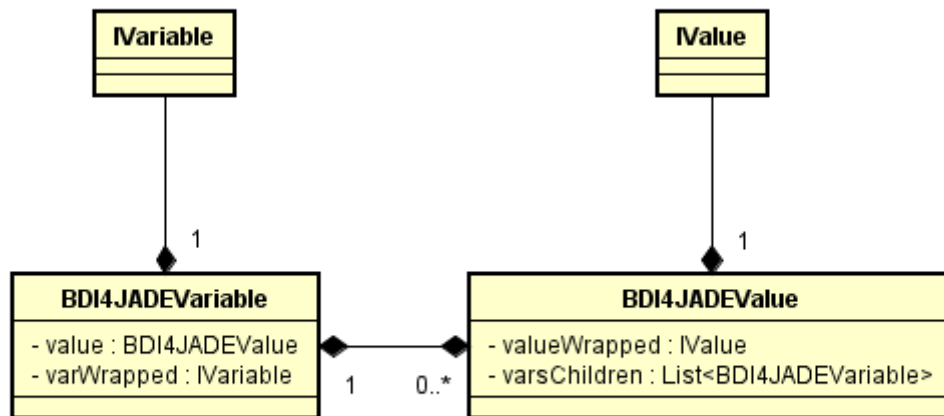 IVariable
IValue
1
1
BDI4JADEVariable
- value : BDI4JADEValue
- varWrapped : IVariable
1
0..*
BDI4JADEValue
- valueWrapped : IValue
- varsChildren : List<BDI4JADEVariable>